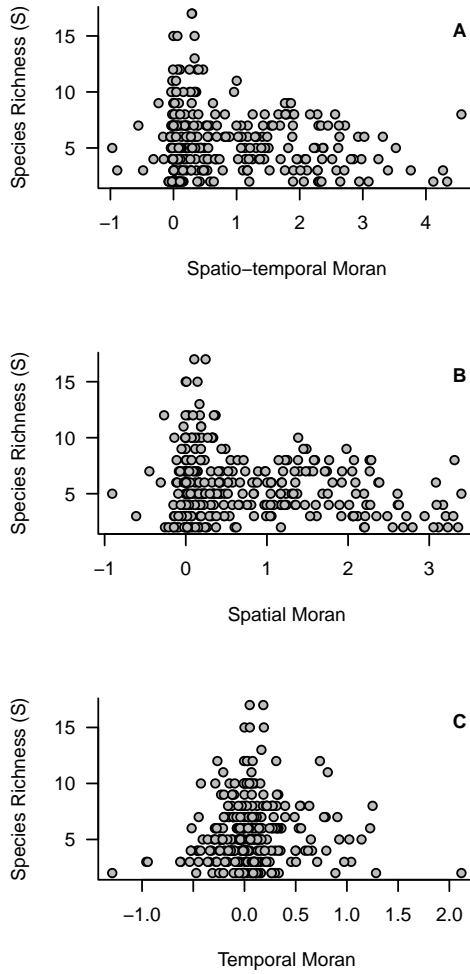 A
Species Richness (S)
15
10
5
−1 0 1 2 3 4
Spatio−temporal Moran
B
Species Richness (S)
15
10
5
−1 0 1 2 3
Spatial Moran
C
Species Richness (S)
15
10
5
−1.0 0.0 0.5 1.0 1.5 2.0
Temporal Moran